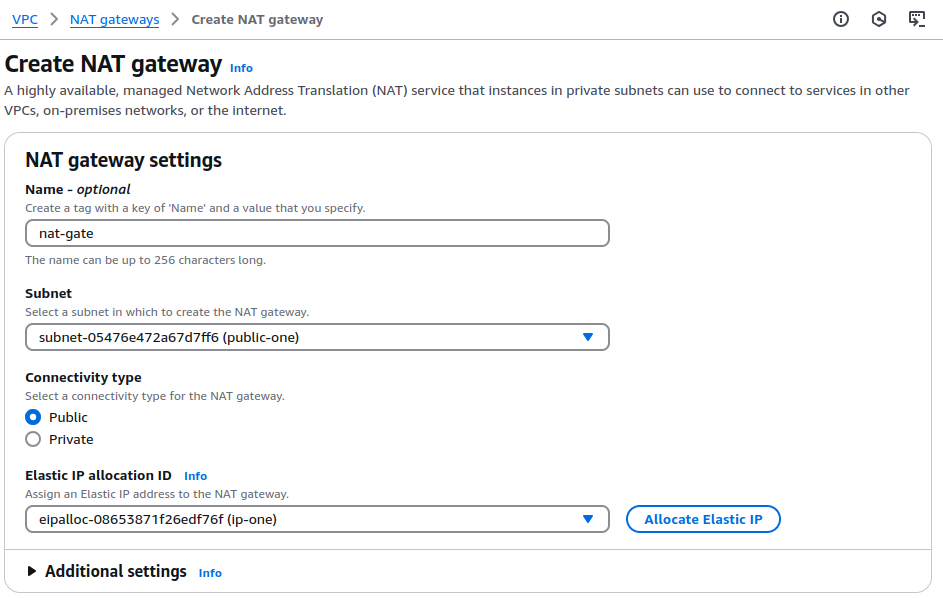 VPC > NAT gateways > Create NAT gateway
Create NAT gateway Info
A highly available, managed Network Address Translation (NAT) service that instances in private subnets can use to connect to services in other
VPCs, on-premises networks, or the internet.
NAT gateway settings
Name - optional
Create a tag with a key of 'Name' and a value that you specify.
nat-gate
The name can be up to 256 characters long.
Subnet
Select a subnet in which to create the NAT gateway.
subnet-05476e472a67d7ff6 (public-one)
Connectivity type
Select a connectivity type for the NAT gateway.
Public
Private
Elastic IP allocation ID Info
Assign an Elastic IP address to the NAT gateway.
eipalloc-08653871f26edf76f (ip-one)
Allocate Elastic IP
Additional settings Info